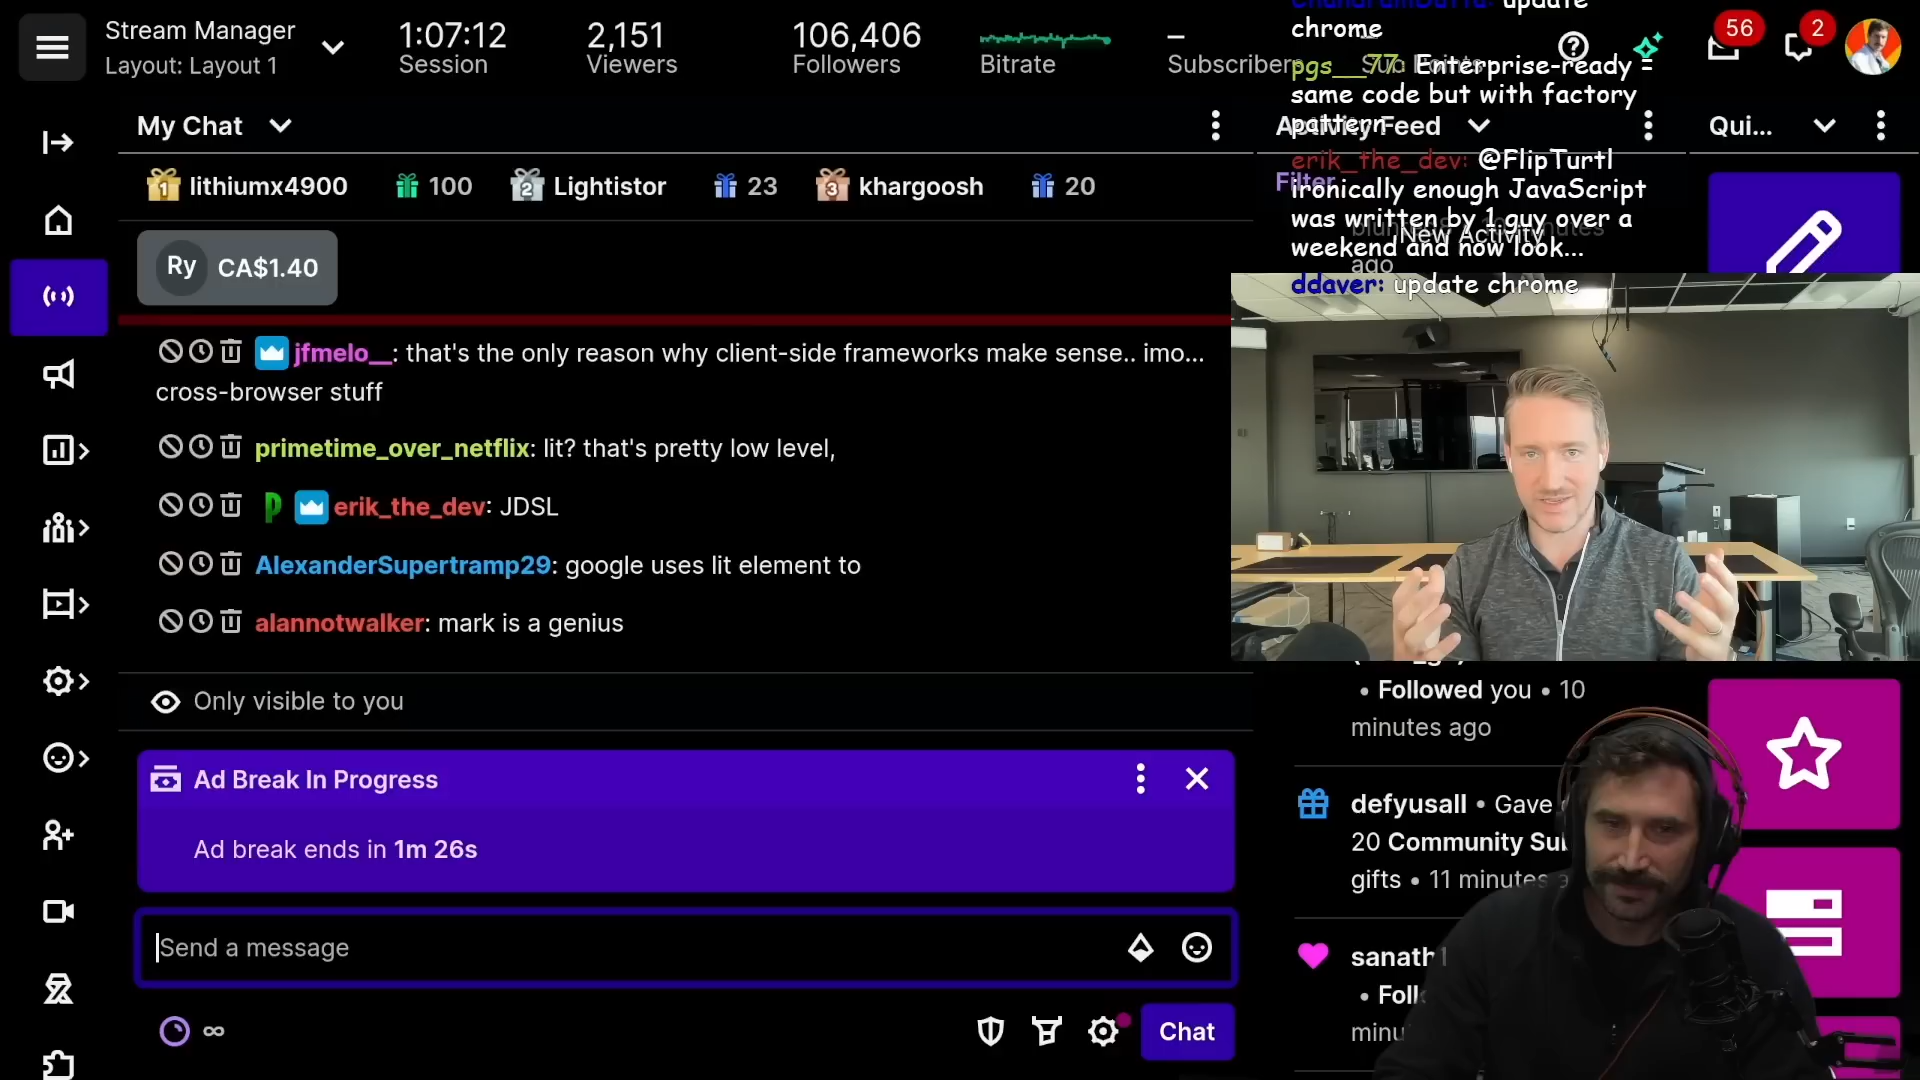 Stream Manager
Layout: Layout 1
1:07:12
Session
2,151
Viewers
106,406
Followers
Bitrate
–
Subscribers
56
2
My Chat
Activity Feed
Qui...
lithiumx4900
100
Lightistor
23
khargoosh
20
Ry CA$1.40
jfmelo__: that's the only reason why client-side frameworks make sense.. imo...
cross-browser stuff
primetime_over_netflix: lit? that's pretty low level,
erik_the_dev: JDSL
AlexanderSupertramp29: google uses lit element to
alannotwalker: mark is a genius
Only visible to you
Ad Break In Progress
Ad break ends in 1m 26s
Send a message
∞
Chat
update
chrome
pgs__77: Enterprise-ready
same code but with factory
pattern
erik_the_dev: @FlipTurtl
ironically enough JavaScript
was written by 1 guy over a
weekend and now look...
ddaver: update chrome
Filter
New Activity
ago
• Followed you • 10
minutes ago
defyusall • Gave
20 Community
gifts • 11 minutes